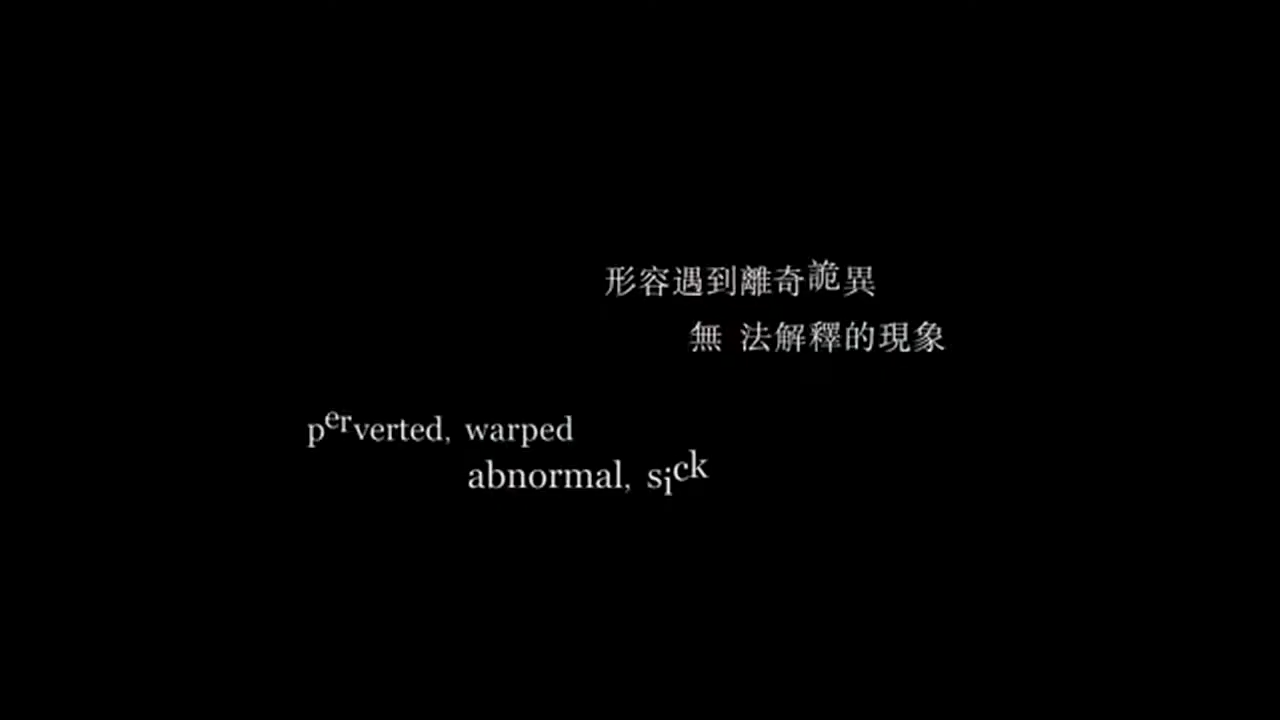 形容遇到離奇詭異
無 法解釋的現象
perverted, warped
abnormal, sick